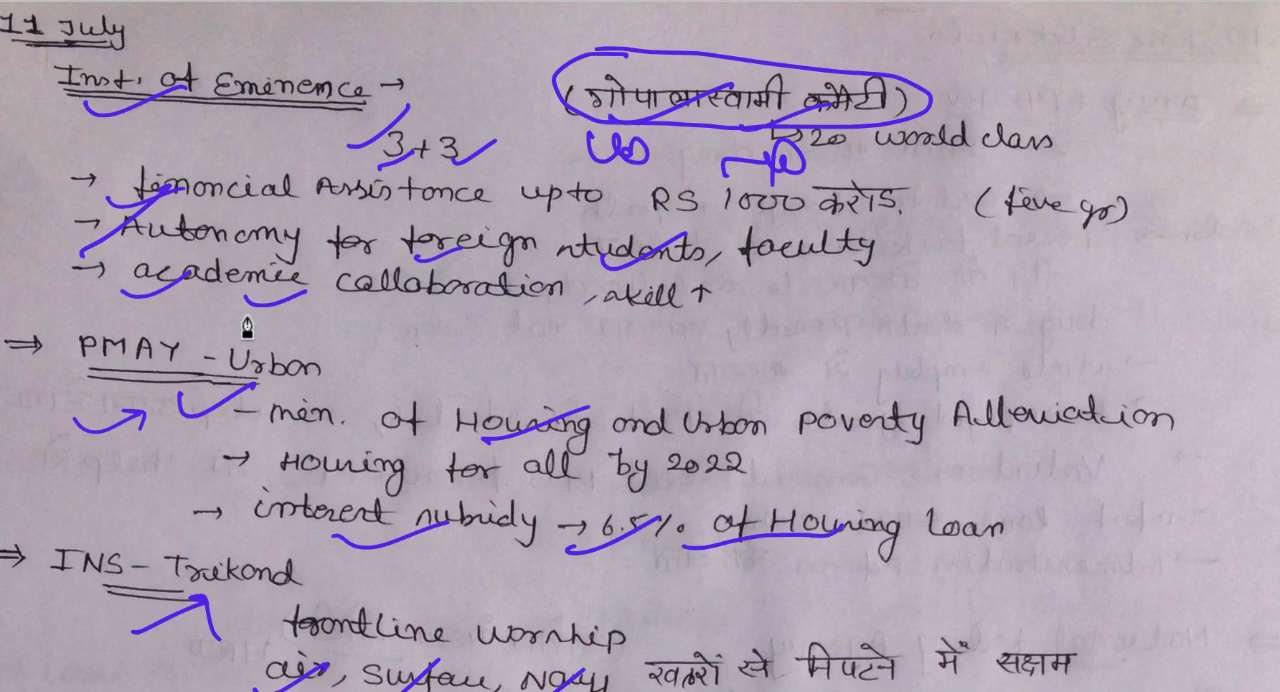 11 July
Inst. of Eminence → (गोपालास्वामी कमेटी)
3+3 ↳20 world class
→ financial Assistance upto RS 1000 करोड. (five yr)
→ Autonomy for foreign students, faculty
→ academic collaboration, skill ↑
⇒ PMAY - Urban
- min. of Housing and Urban poverty Alleviation
→ Housing for all by 2022
→ interest subsidy → 6.5% of Housing loan
⇒ INS - Trikand
frontline warship
air, Surface, Navy खतरों से निपटने में सक्षम